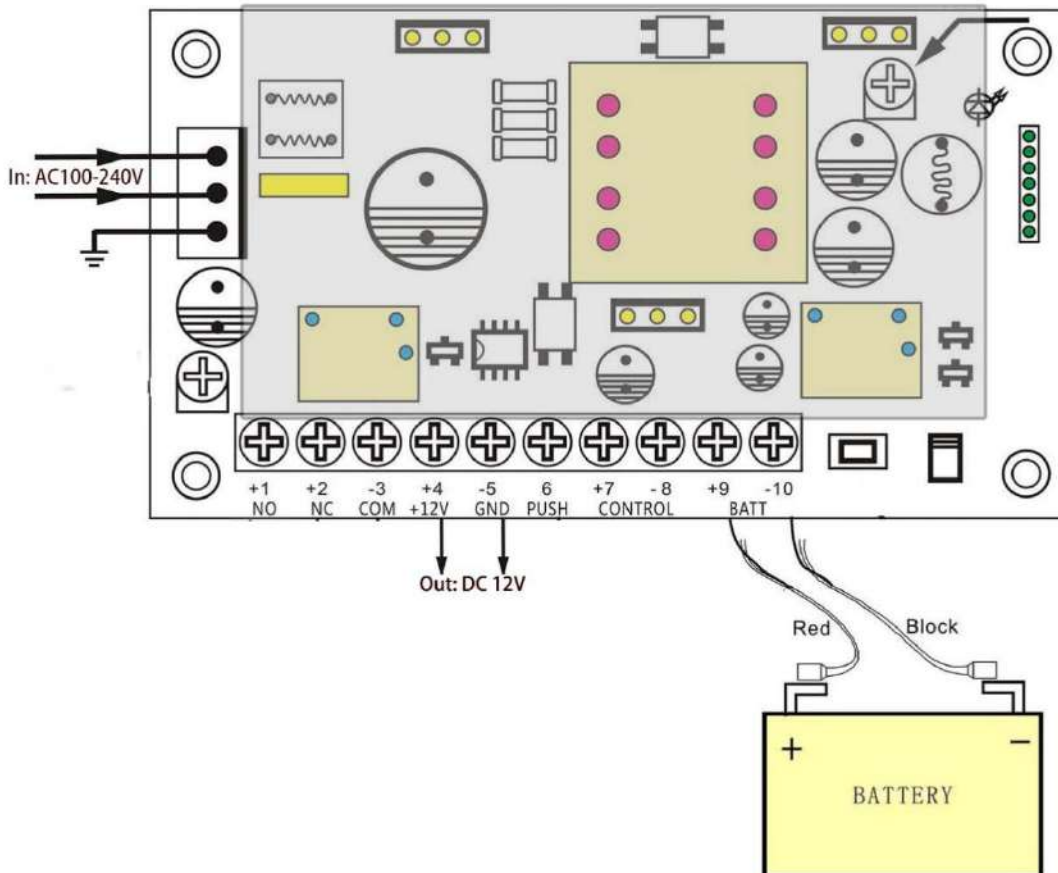 In: AC100-240V
+1 +2 -3 +4 -5 6 +7 - 8 +9 -10
NO NC COM +12V GND PUSH CONTROL BATT
Out: DC 12V
Red Block
+ −
BATTERY